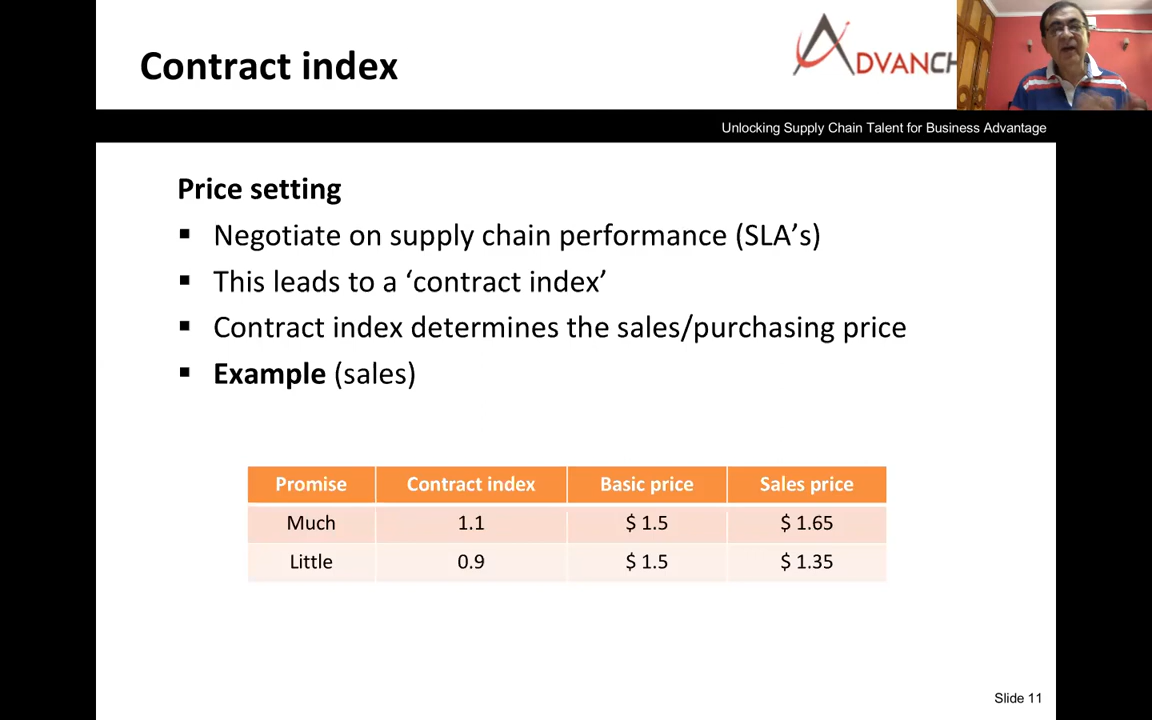 Contract index
DVANCH
Unlocking Supply Chain Talent for Business Advantage
Price setting
▪ Negotiate on supply chain performance (SLA’s)
▪ This leads to a ‘contract index’
▪ Contract index determines the sales/purchasing price
▪ Example (sales)
Promise Contract index Basic price Sales price
Much 1.1 $ 1.5 $ 1.65
Little 0.9 $ 1.5 $ 1.35
Slide 11